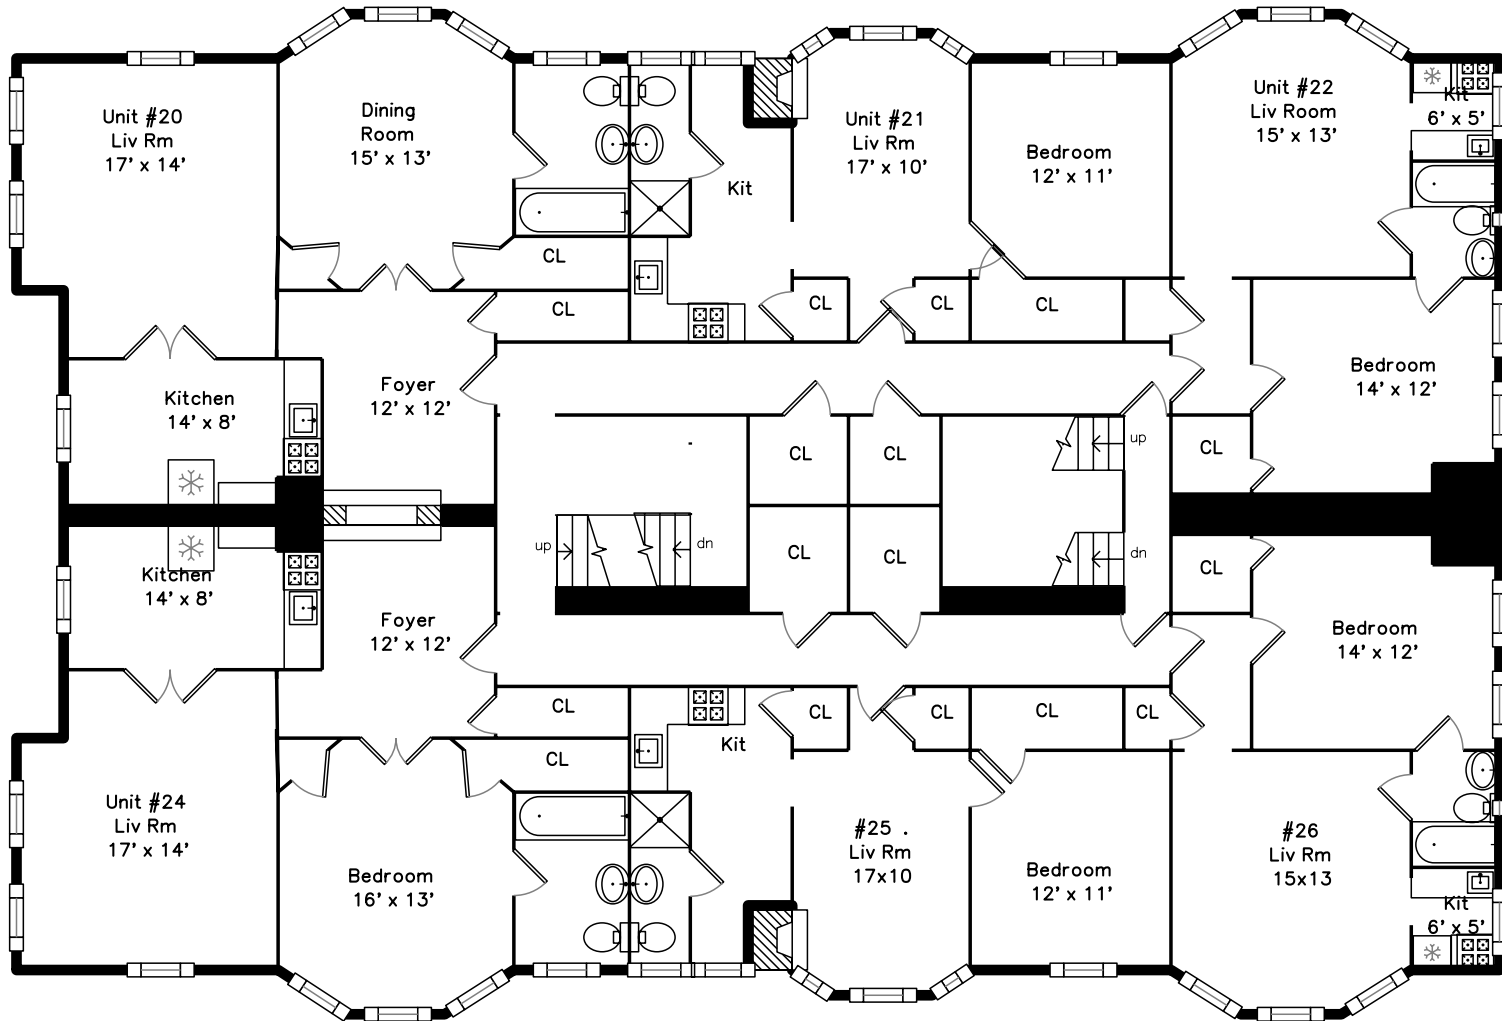 Unit #20
Liv Rm
17' x 14'
Dining
Room
15' x 13'
Unit #21
Liv Rm
17' x 10'
Kit
Bedroom
12' x 11'
Unit #22
Liv Room
15' x 13'
Kit
6' x 5'
CL
CL
CL
CL
CL
Kitchen
14' x 8'
Foyer
12' x 12'
Bedroom
14' x 12'
up
CL
CL
CL
up
dn
CL
CL
dn
CL
Kitchen
14' x 8'
Foyer
12' x 12'
Bedroom
14' x 12'
CL
CL
CL
CL
CL
Kit
CL
Unit #24
Liv Rm
17' x 14'
Bedroom
16' x 13'
#25 .
Liv Rm
17x10
Bedroom
12' x 11'
#26
Liv Rm
15x13
Kit
6' x 5'